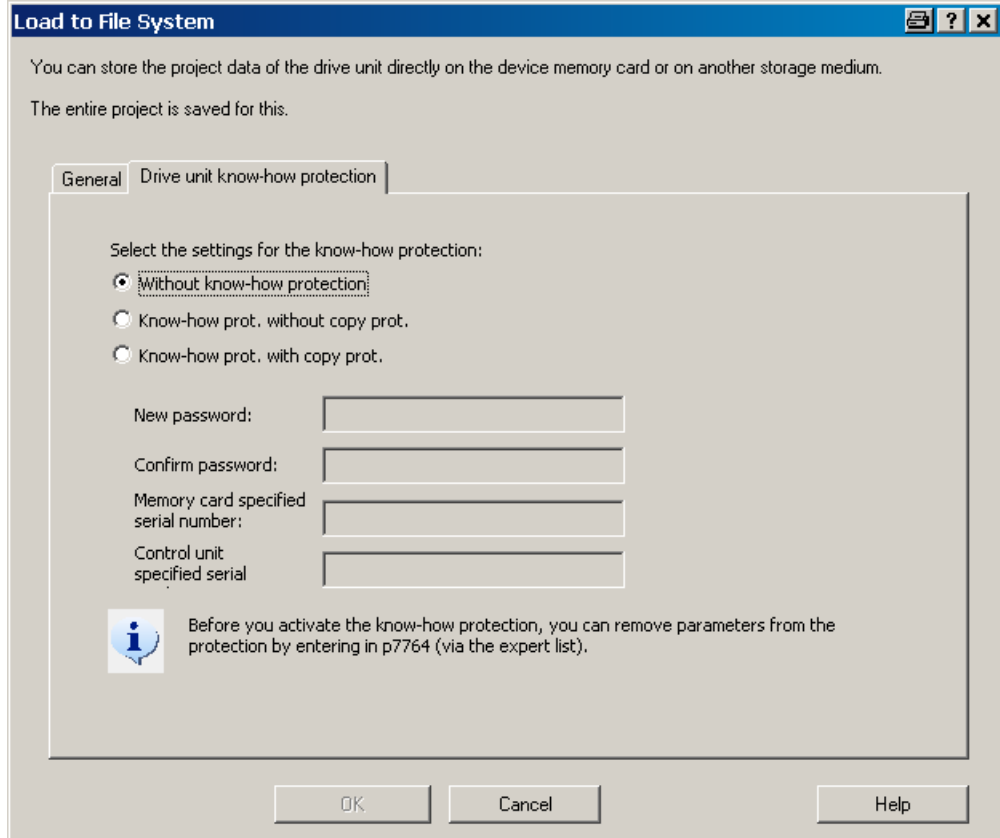 Load to File System
You can store the project data of the drive unit directly on the device memory card or on another storage medium.
The entire project is saved for this.
General
Drive unit know-how protection
Select the settings for the know-how protection:
Without know-how protection
Know-how prot. without copy prot.
Know-how prot. with copy prot.
New password:
Confirm password:
Memory card specified
serial number:
Control unit
specified serial
Before you activate the know-how protection, you can remove parameters from the
protection by entering in p7764 (via the expert list).
OK
Cancel
Help